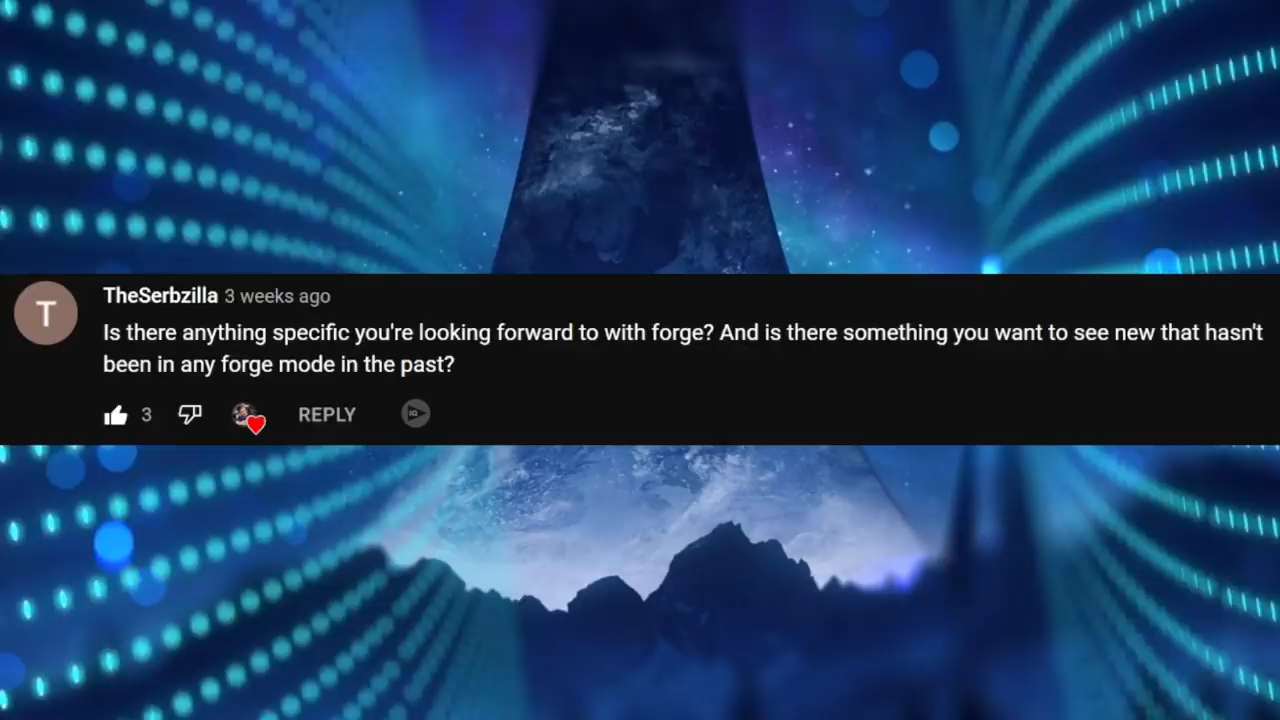 T
TheSerbzilla 3 weeks ago
Is there anything specific you're looking forward to with forge? And is there something you want to see new that hasn't
been in any forge mode in the past?
3 REPLY IQ